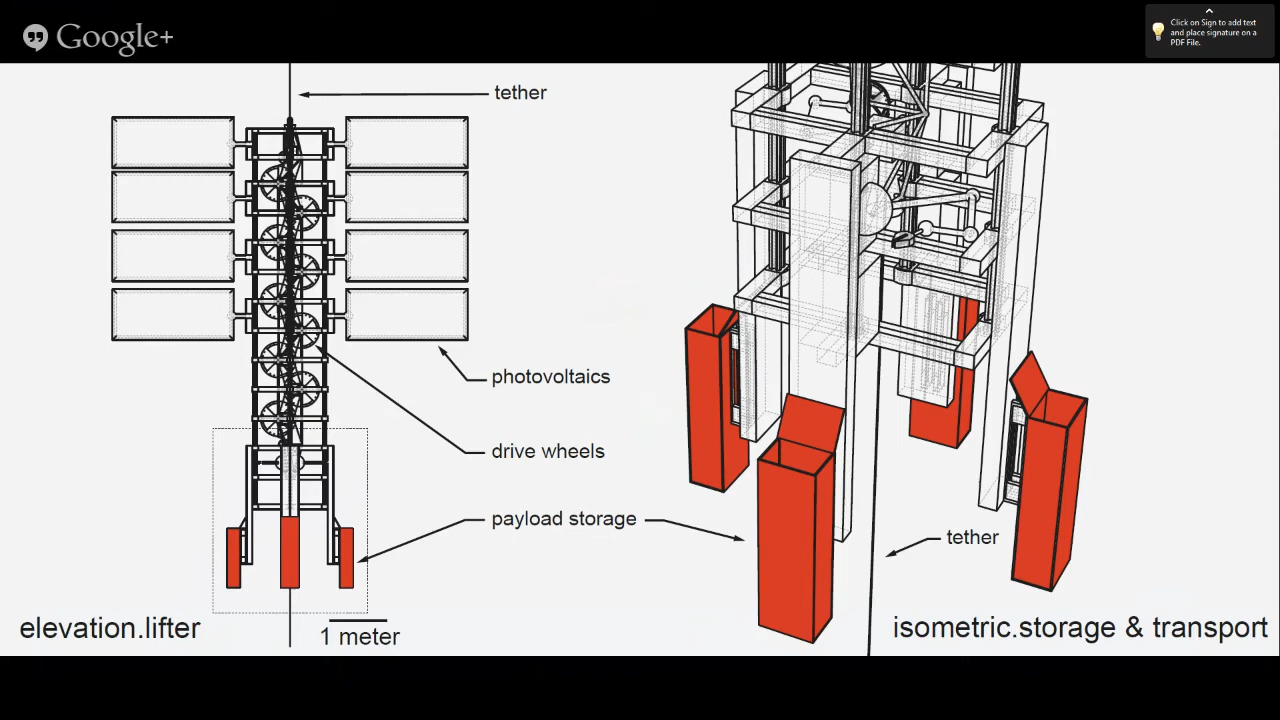 Google+
Click on Sign to add text
and place signature on a
PDF File.
tether
photovoltaics
drive wheels
payload storage
tether
elevation.lifter
1 meter
isometric.storage & transport